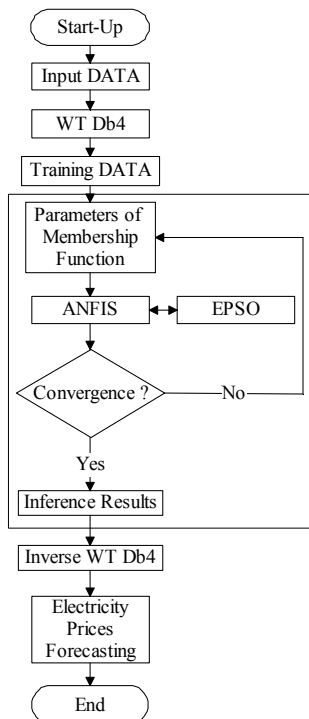 Start-Up
Input DATA
WT Db4
Training DATA
Parameters of
Membership
Function
ANFIS
EPSO
Convergence ?
No
Yes
Inference Results
Inverse WT Db4
Electricity
Prices
Forecasting
End